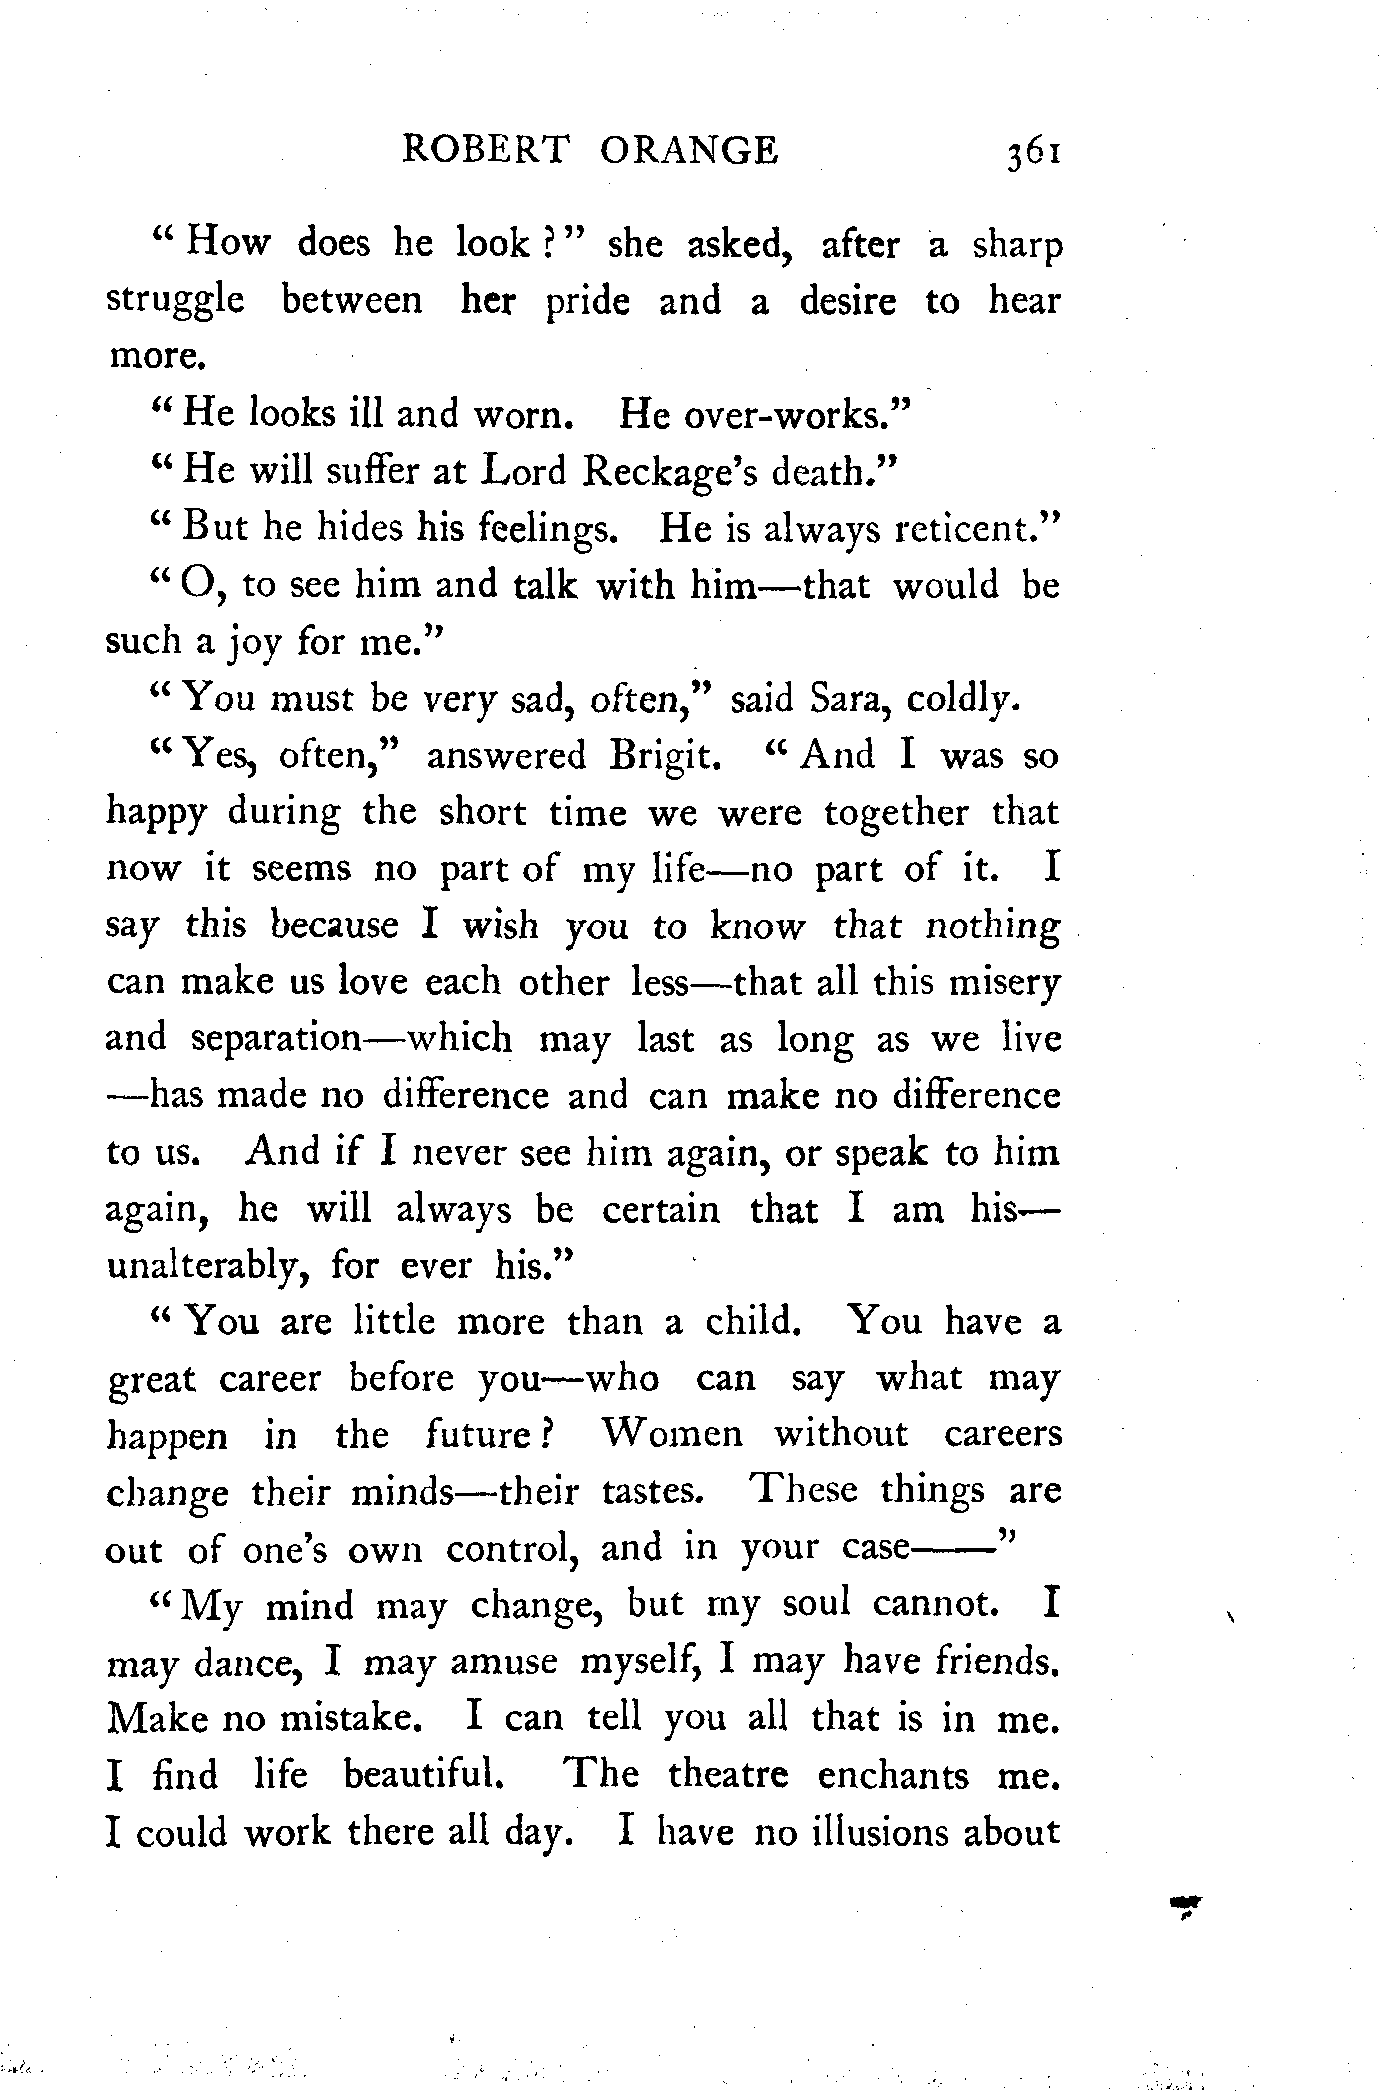 ROBERT ORANGE 361
“ How does he look ? ” she asked, after a sharp
struggle between her pride and a desire to hear
more.
“ He looks ill and worn. He over-works.”
“ He will suffer at Lord Reckage’s death.”
“ But he hides his feelings. He is always reticent.”
“ O, to see him and talk with him—that would be
such a joy for me.”
“ You must be very sad, often,” said Sara, coldly.
“ Yes, often,” answered Brigit. “ And I was so
happy during the short time we were together that
now it seems no part of my life—no part of it. I
say this because I wish you to know that nothing
can make us love each other less—that all this misery
and separation—which may last as long as we live
—has made no difference and can make no difference
to us. And if I never see him again, or speak to him
again, he will always be certain that I am his—
unalterably, for ever his.”
“ You are little more than a child. You have a
great career before you—who can say what may
happen in the future ? Women without careers
change their minds—their tastes. These things are
out of one’s own control, and in your case——”
“ My mind may change, but my soul cannot. I
may dance, I may amuse myself, I may have friends.
Make no mistake. I can tell you all that is in me.
I find life beautiful. The theatre enchants me.
I could work there all day. I have no illusions about